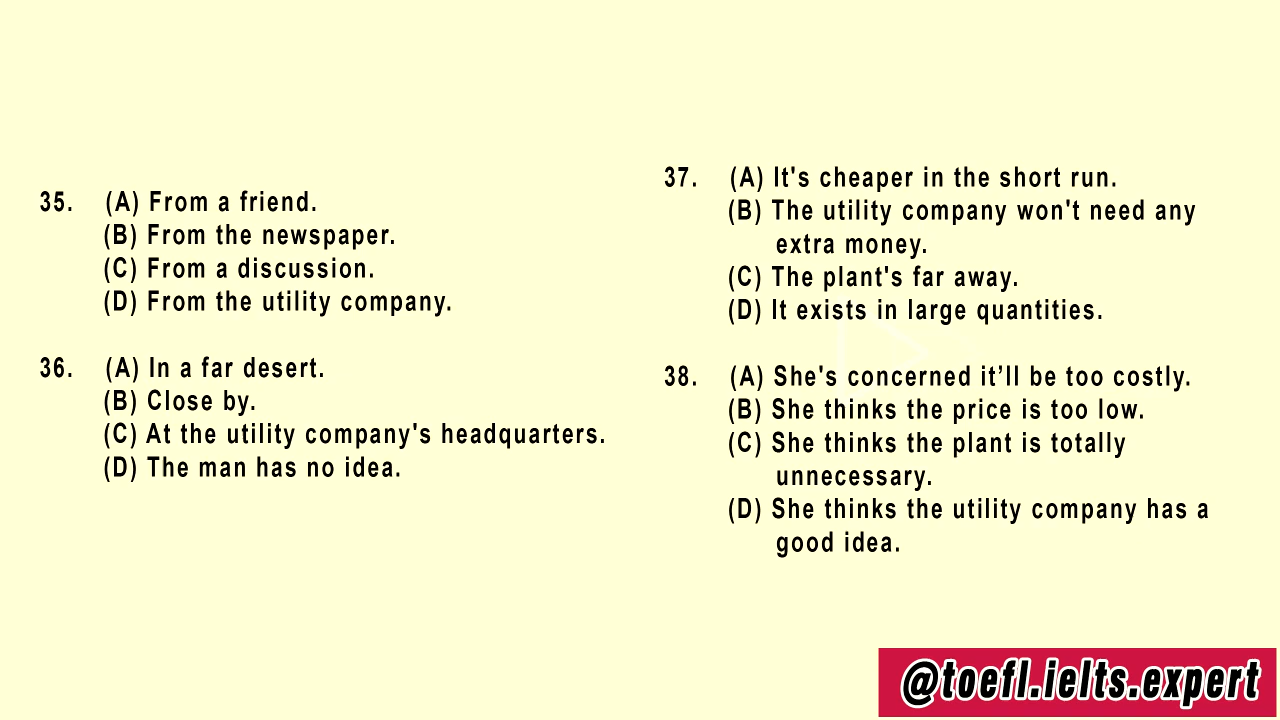 35. (A) From a friend.
(B) From the newspaper.
(C) From a discussion.
(D) From the utility company.
36. (A) In a far desert.
(B) Close by.
(C) At the utility company's headquarters.
(D) The man has no idea.
37. (A) It's cheaper in the short run.
(B) The utility company won't need any
extra money.
(C) The plant's far away.
(D) It exists in large quantities.
38. (A) She's concerned it’ll be too costly.
(B) She thinks the price is too low.
(C) She thinks the plant is totally
unnecessary.
(D) She thinks the utility company has a
good idea.
@toefl.ielts.expert